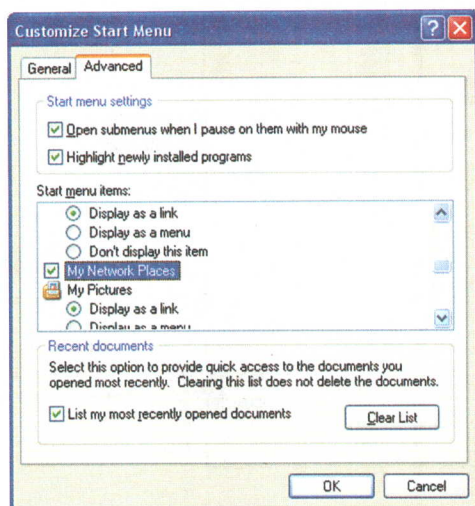 Customize Start Menu
General Advanced
Start menu settings
Open submenus when I pause on them with my mouse
Highlight newly installed programs
Start menu items:
Display as a link
Display as a menu
Don't display this item
My Network Places
My Pictures
Display as a link
Display as a menu
Recent documents
Select this option to provide quick access to the documents you
opened most recently. Clearing this list does not delete the documents.
List my most recently opened documents Clear List
OK Cancel